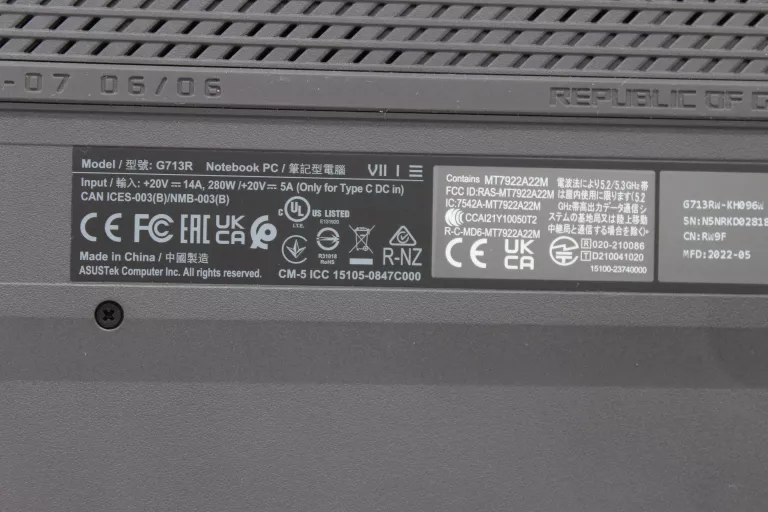 -07 06/06
REPUBLIC OF G
Model / 型號: G713R Notebook PC / 筆記型電腦 VII I
Input / 輸入: +20V⎓14A, 280W /+20V⎓5A (Only for Type C DC in)
CAN ICES-003(B)/NMB-003(B)
UL US LISTED
I.T.E. E131920
CE FC EAC UKCA
R31018
RoHS
R-NZ
Made in China / 中國製造
ASUSTek Computer Inc. All rights reserved.
CM-5 ICC 15105-0847C000
Contains MT7922A22M
FCC ID:RAS-MT7922A22M
IC:7542A-MT7922A22M
CCAI21Y10050T2
R-C-MD6-MT7922A22M
CE UKCA
電波法により5.2/5.3GHz帯
は屋内使用に限ります(5.2
GHz帯高出力データ通信シ
ステムの基地局又は陸上移動
中継局と通信する場合を除く)
R 020-210086
T D210041020
15100-23740000
G713RW-KH096W
SN:N5NRKD02818
CN:RW9F
MFD:2022-05